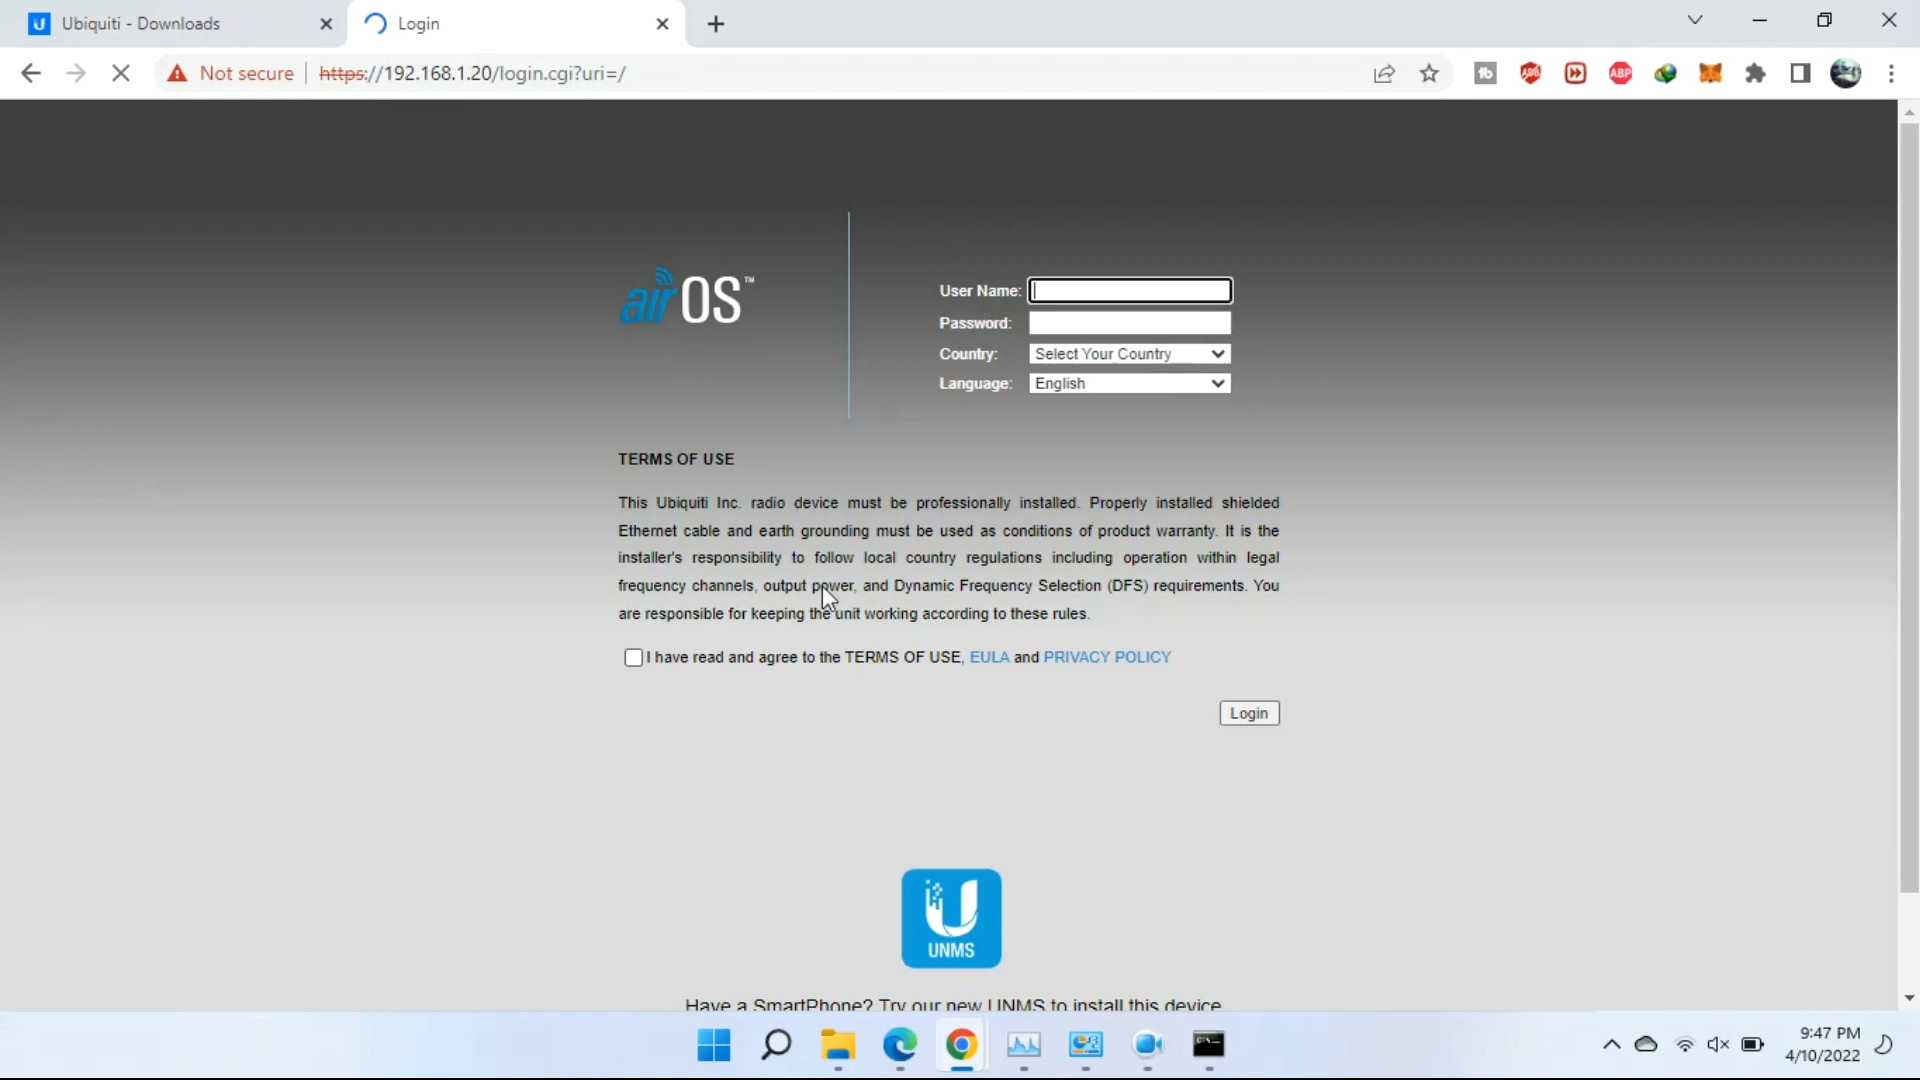 Ubiquiti - Downloads
Login
Not secure
https://192.168.1.20/login.cgi?uri=/
ABP
airOS™
User Name:
Password:
Country: Select Your Country
Language: English
TERMS OF USE
This Ubiquiti Inc. radio device must be professionally installed. Properly installed shielded
Ethernet cable and earth grounding must be used as conditions of product warranty. It is the
installer's responsibility to follow local country regulations including operation within legal
frequency channels, output power, and Dynamic Frequency Selection (DFS) requirements. You
are responsible for keeping the unit working according to these rules.
I have read and agree to the TERMS OF USE, EULA and PRIVACY POLICY
Login
U
UNMS
Have a SmartPhone? Try our new UNMS to install this device
9:47 PM
4/10/2022